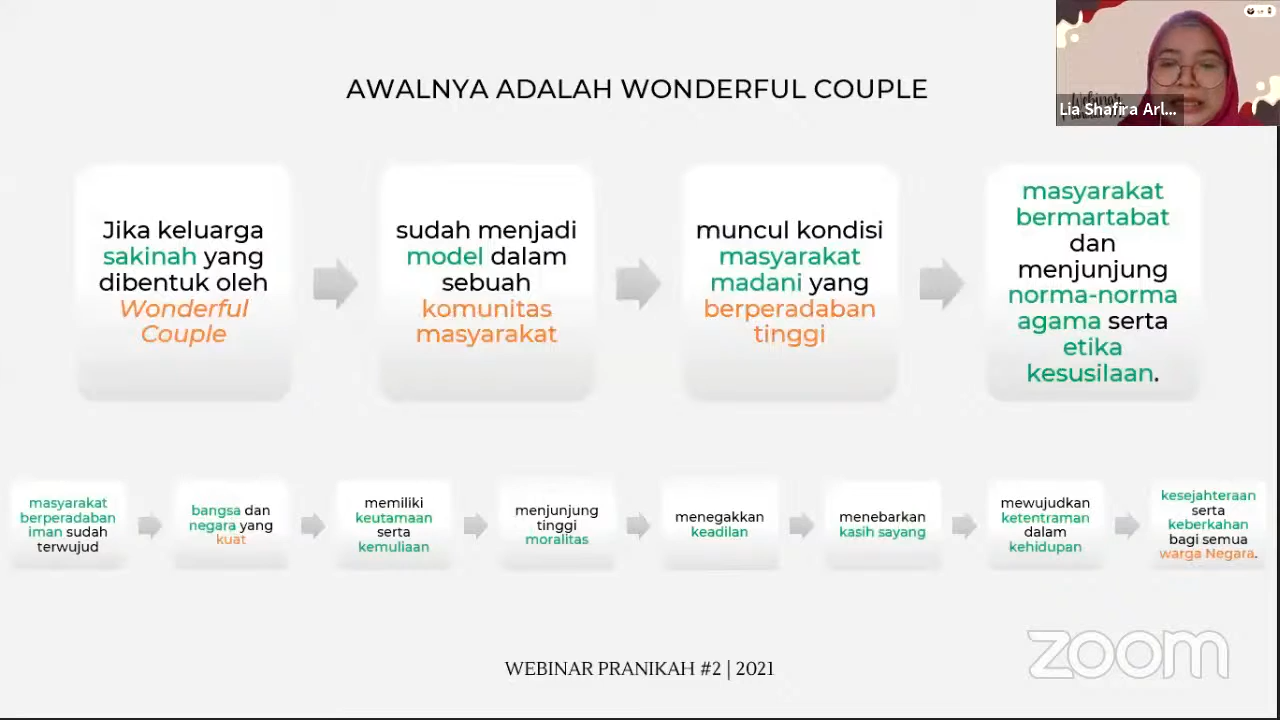 AWALNYA ADALAH WONDERFUL COUPLE
Lia Shafira Arl...
Jika keluarga
sakinah yang
dibentuk oleh
Wonderful
Couple
sudah menjadi
model dalam
sebuah
komunitas
masyarakat
muncul kondisi
masyarakat
madani yang
berperadaban
tinggi
masyarakat
bermartabat
dan
menjunjung
norma-norma
agama serta
etika
kesusilaan.
masyarakat
berperadaban
iman sudah
terwujud
bangsa dan
negara yang
kuat
memiliki
keutamaan
serta
kemuliaan
menjunjung
tinggi
moralitas
menegakkan
keadilan
menebarkan
kasih sayang
mewujudkan
ketentraman
dalam
kehidupan
kesejahteraan
serta
keberkahan
bagi semua
warga Negara.
WEBINAR PRANIKAH #2 | 2021
zoom